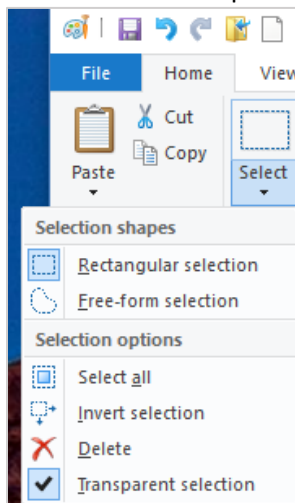 File Home View
Cut
Copy
Paste
Select
Selection shapes
Rectangular selection
Free-form selection
Selection options
Select all
Invert selection
Delete
Transparent selection